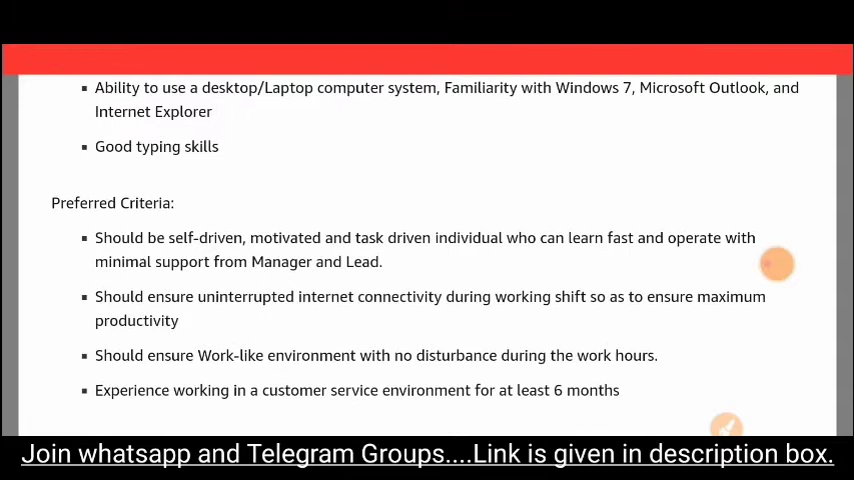 ▪ Ability to use a desktop/Laptop computer system, Familiarity with Windows 7, Microsoft Outlook, and
Internet Explorer
▪ Good typing skills
Preferred Criteria:
▪ Should be self-driven, motivated and task driven individual who can learn fast and operate with
minimal support from Manager and Lead.
▪ Should ensure uninterrupted internet connectivity during working shift so as to ensure maximum
productivity
▪ Should ensure Work-like environment with no disturbance during the work hours.
▪ Experience working in a customer service environment for at least 6 months
Join whatsapp and Telegram Groups....Link is given in description box.